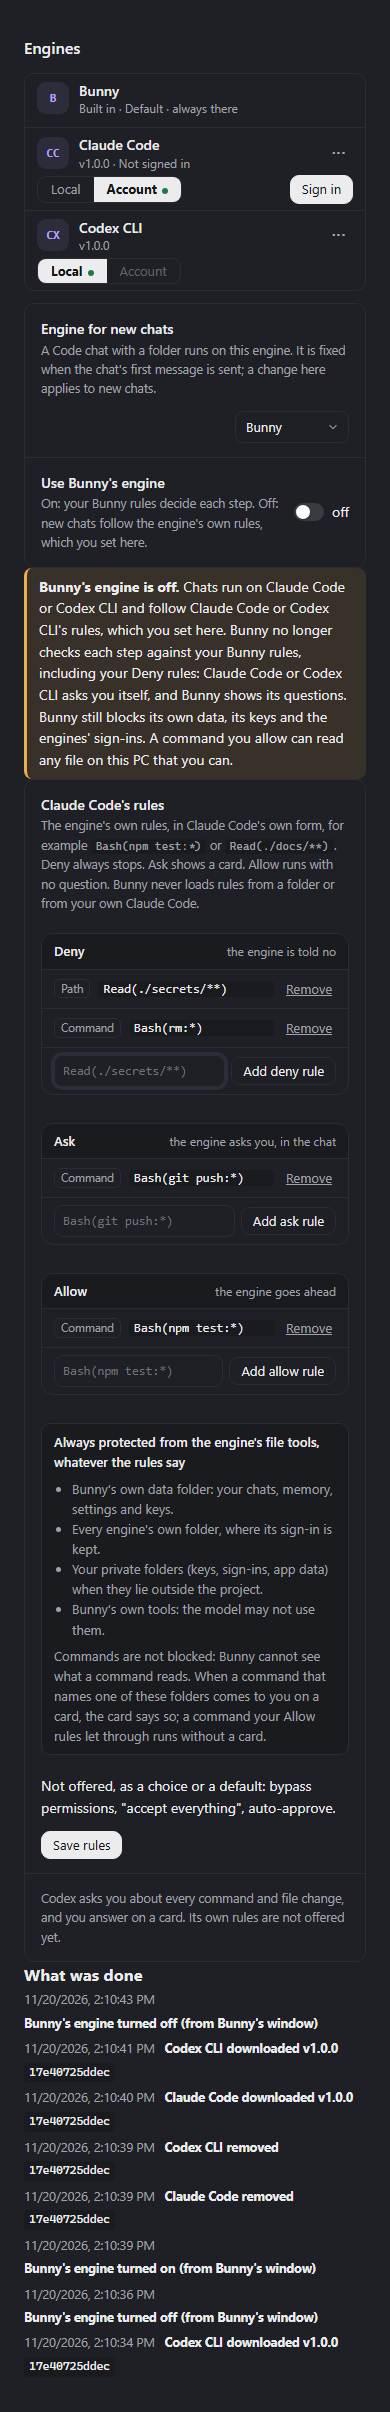 Engines
B
Bunny
Built in · Default · always there
CC
Claude Code
v1.0.0 · Not signed in
···
Local
Account
Sign in
CX
Codex CLI
v1.0.0
···
Local
Account
Engine for new chats
A Code chat with a folder runs on this engine. It is fixed
when the chat's first message is sent; a change here
applies to new chats.
Bunny
Use Bunny's engine
On: your Bunny rules decide each step. Off:
new chats follow the engine's own rules,
which you set here.
off
Bunny's engine is off. Chats run on Claude Code
or Codex CLI and follow Claude Code or Codex
CLI's rules, which you set here. Bunny no longer
checks each step against your Bunny rules,
including your Deny rules: Claude Code or Codex
CLI asks you itself, and Bunny shows its questions.
Bunny still blocks its own data, its keys and the
engines' sign-ins. A command you allow can read
any file on this PC that you can.
Claude Code's rules
The engine's own rules, in Claude Code's own form, for
example Bash(npm test:*) or Read(./docs/**) .
Deny always stops. Ask shows a card. Allow runs with
no question. Bunny never loads rules from a folder or
from your own Claude Code.
Deny
the engine is told no
Path
Read(./secrets/**)
Remove
Command
Bash(rm:*)
Remove
Read(./secrets/**)
Add deny rule
Ask
the engine asks you, in the chat
Command
Bash(git push:*)
Remove
Bash(git push:*)
Add ask rule
Allow
the engine goes ahead
Command
Bash(npm test:*)
Remove
Bash(npm test:*)
Add allow rule
Always protected from the engine's file tools,
whatever the rules say
• Bunny's own data folder: your chats, memory,
settings and keys.
• Every engine's own folder, where its sign-in is
kept.
• Your private folders (keys, sign-ins, app data)
when they lie outside the project.
• Bunny's own tools: the model may not use
them.
Commands are not blocked: Bunny cannot see
what a command reads. When a command that
names one of these folders comes to you on a
card, the card says so; a command your Allow
rules let through runs without a card.
Not offered, as a choice or a default: bypass
permissions, "accept everything", auto-approve.
Save rules
Codex asks you about every command and file change,
and you answer on a card. Its own rules are not offered
yet.
What was done
11/20/2026, 2:10:43 PM
Bunny's engine turned off (from Bunny's window)
11/20/2026, 2:10:41 PM Codex CLI downloaded v1.0.0
17e40725ddec
11/20/2026, 2:10:40 PM Claude Code downloaded v1.0.0
17e40725ddec
11/20/2026, 2:10:39 PM Codex CLI removed
17e40725ddec
11/20/2026, 2:10:39 PM Claude Code removed
17e40725ddec
11/20/2026, 2:10:39 PM
Bunny's engine turned on (from Bunny's window)
11/20/2026, 2:10:36 PM
Bunny's engine turned off (from Bunny's window)
11/20/2026, 2:10:34 PM Codex CLI downloaded v1.0.0
17e40725ddec